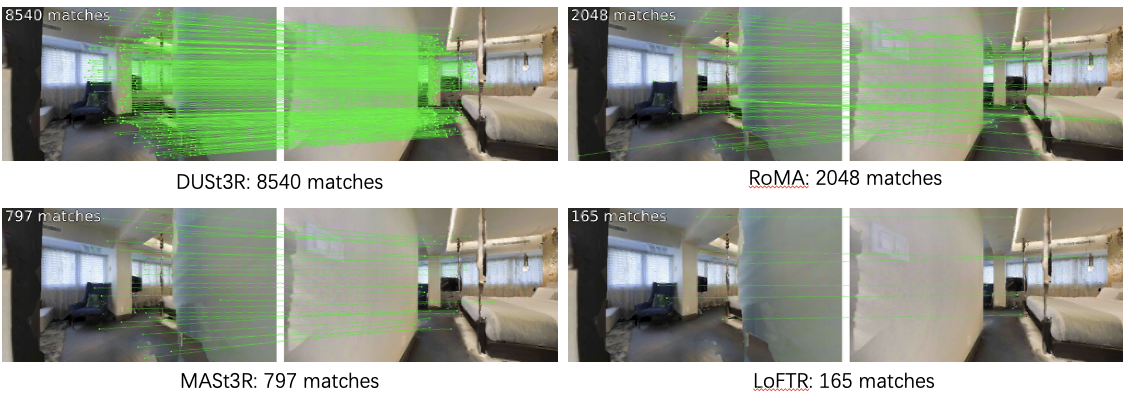 8540 matches
2048 matches
DUSt3R: 8540 matches
RoMA: 2048 matches
797 matches
165 matches
MASt3R: 797 matches
LoFTR: 165 matches